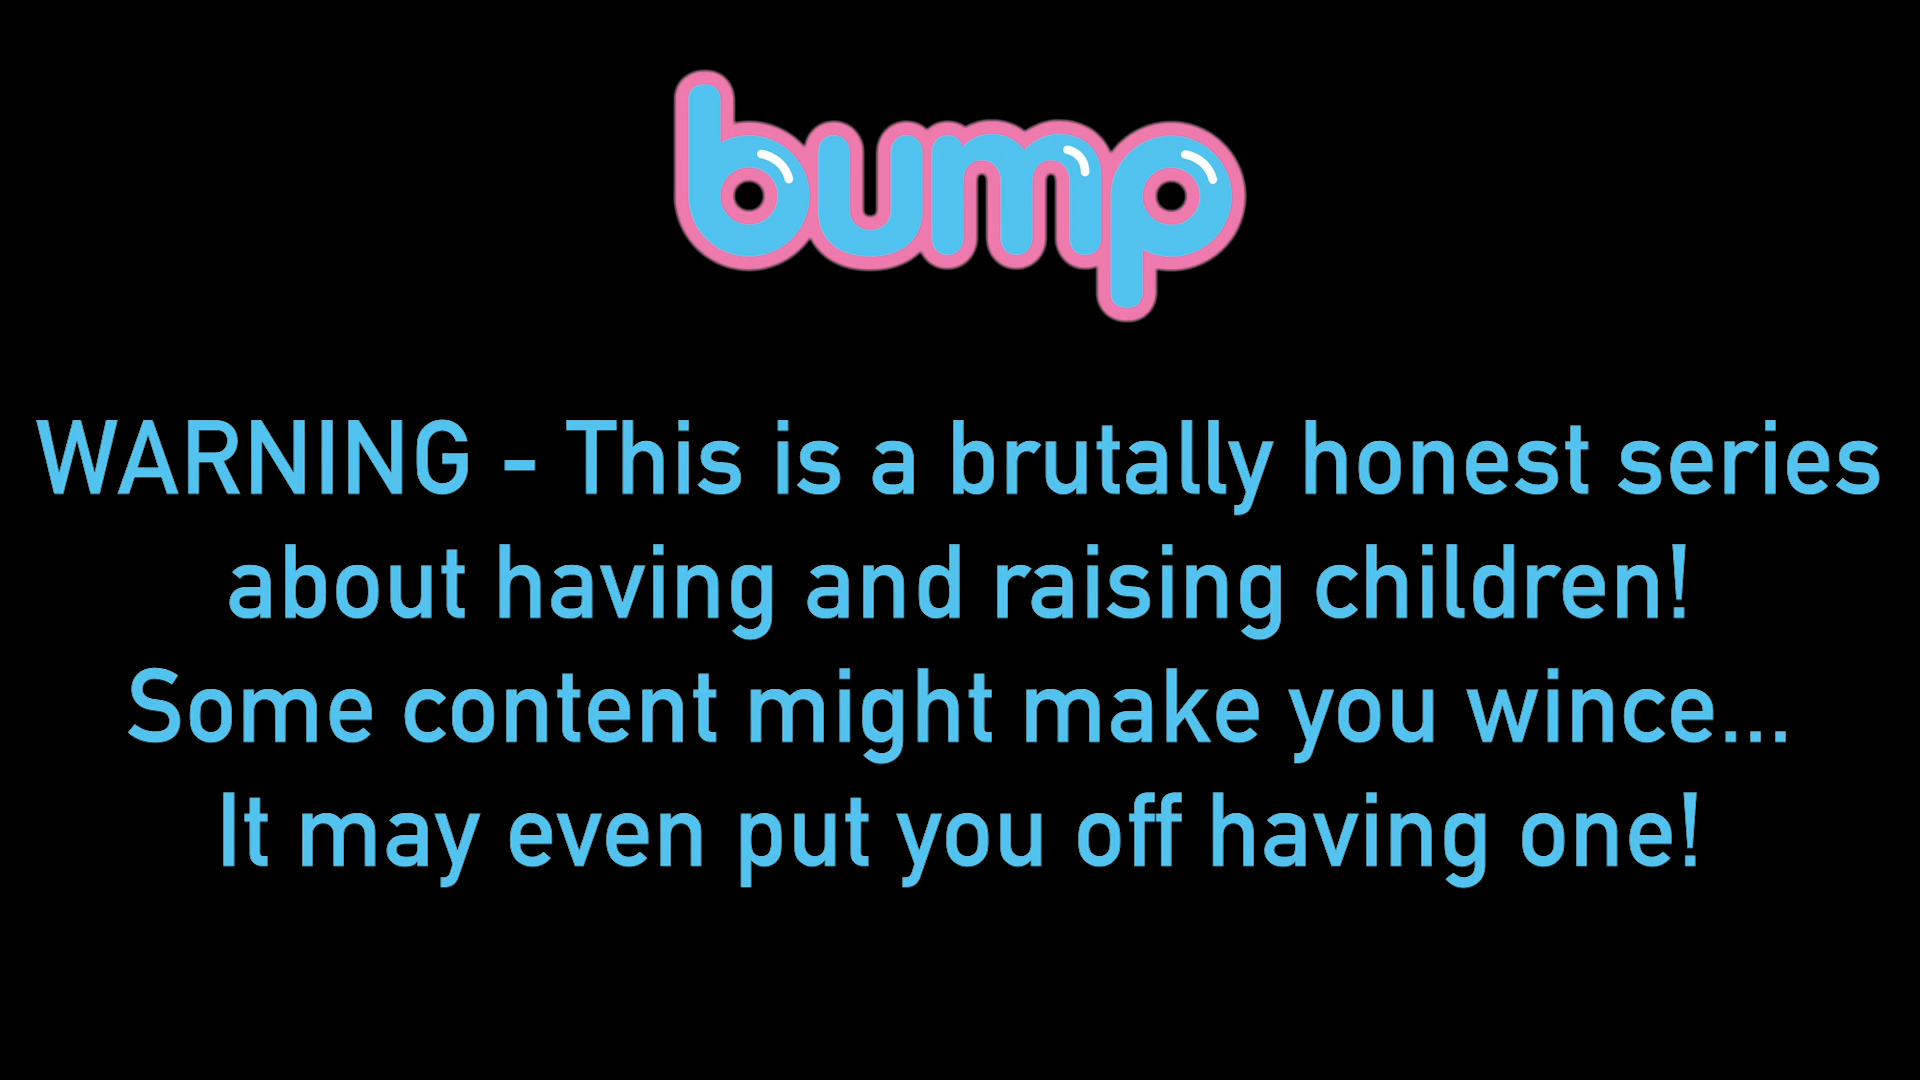 bump
WARNING - This is a brutally honest series
about having and raising children!
Some content might make you wince...
It may even put you off having one!